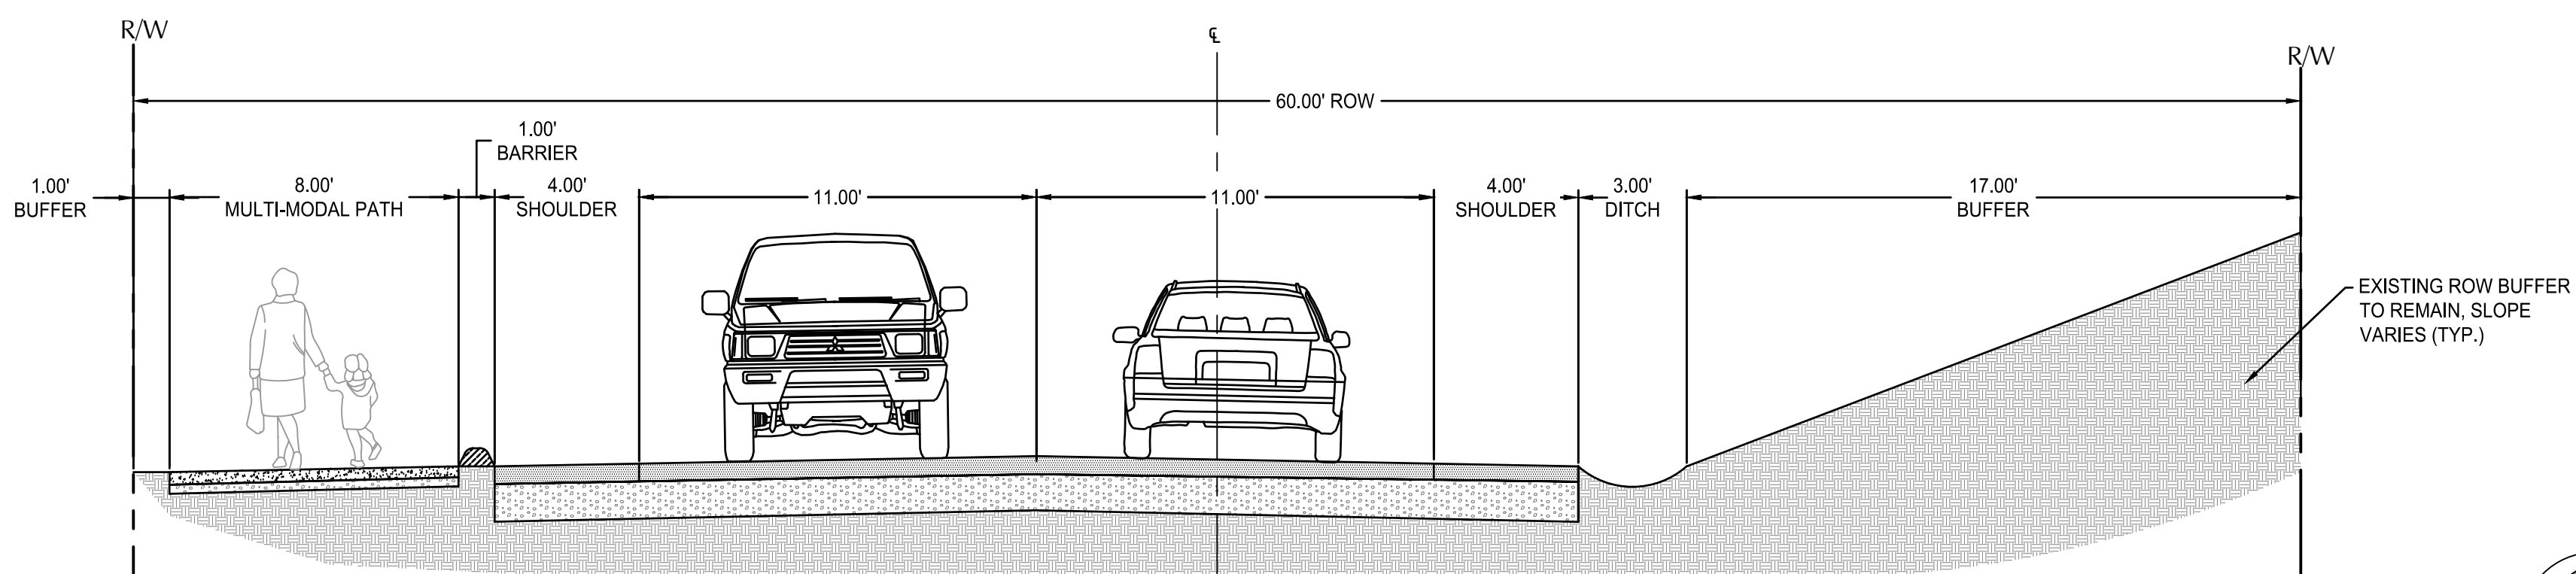 R/W
℄
R/W
60.00' ROW
1.00'
BARRIER
1.00'
BUFFER
8.00'
MULTI-MODAL PATH
4.00'
SHOULDER
11.00'
11.00'
4.00'
SHOULDER
3.00'
DITCH
17.00'
BUFFER
EXISTING ROW BUFFER
TO REMAIN, SLOPE
VARIES (TYP.)